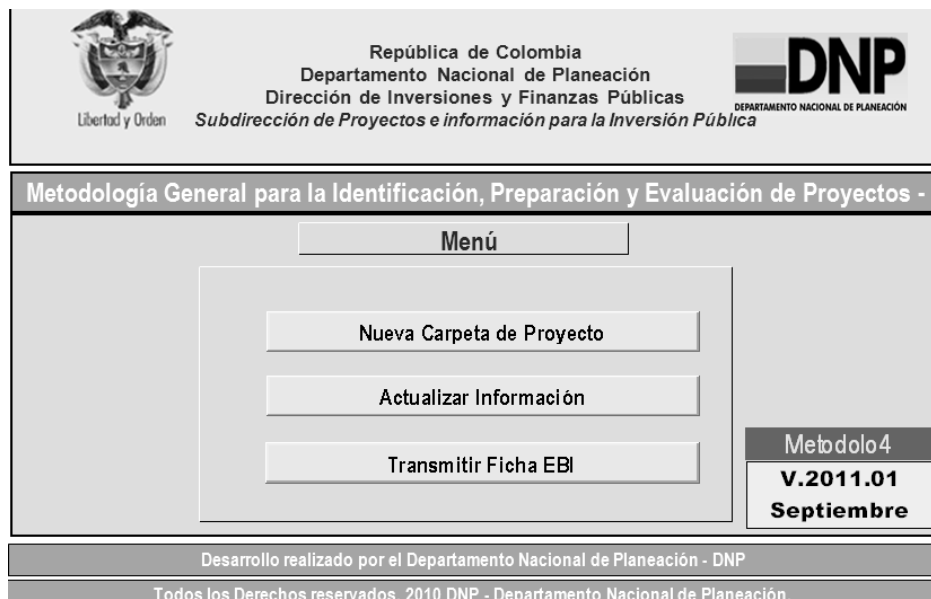 República de Colombia
Departamento Nacional de Planeación
Dirección de Inversiones y Finanzas Públicas
Subdirección de Proyectos e información para la Inversión Pública
Libertad y Orden
DNP
DEPARTAMENTO NACIONAL DE PLANEACIÓN
Metodología General para la Identificación, Preparación y Evaluación de Proyectos -
Menú
Nueva Carpeta de Proyecto
Actualizar Información
Transmitir Ficha EBI
Metodolo4
V.2011.01
Septiembre
Desarrollo realizado por el Departamento Nacional de Planeación - DNP
Todos los Derechos reservados. 2010 DNP - Departamento Nacional de Planeación